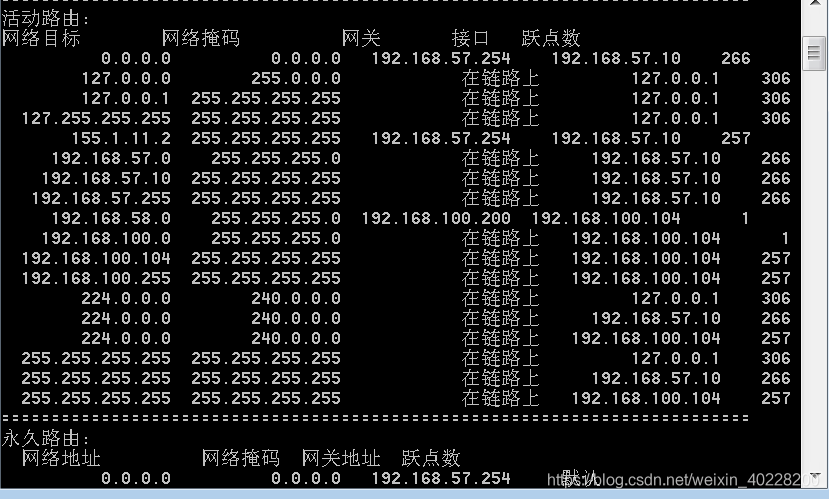 活动路由:
网络目标 网络掩码 网关 接口 跃点数
0.0.0.0 0.0.0.0 192.168.57.254 192.168.57.10 266
127.0.0.0 255.0.0.0 在链路上 127.0.0.1 306
127.0.0.1 255.255.255.255 在链路上 127.0.0.1 306
127.255.255.255 255.255.255.255 在链路上 127.0.0.1 306
155.1.11.2 255.255.255.255 192.168.57.254 192.168.57.10 257
192.168.57.0 255.255.255.0 在链路上 192.168.57.10 266
192.168.57.10 255.255.255.255 在链路上 192.168.57.10 266
192.168.57.255 255.255.255.255 在链路上 192.168.57.10 266
192.168.58.0 255.255.255.0 192.168.100.200 192.168.100.104 1
192.168.100.0 255.255.255.0 在链路上 192.168.100.104 1
192.168.100.104 255.255.255.255 在链路上 192.168.100.104 257
192.168.100.255 255.255.255.255 在链路上 192.168.100.104 257
224.0.0.0 240.0.0.0 在链路上 127.0.0.1 306
224.0.0.0 240.0.0.0 在链路上 192.168.57.10 266
224.0.0.0 240.0.0.0 在链路上 192.168.100.104 257
255.255.255.255 255.255.255.255 在链路上 127.0.0.1 306
255.255.255.255 255.255.255.255 在链路上 192.168.57.10 266
255.255.255.255 255.255.255.255 在链路上 192.168.100.104 257
永久路由:
网络地址 网络掩码 网关地址 跃点数
0.0.0.0 0.0.0.0 192.168.57.254 默认